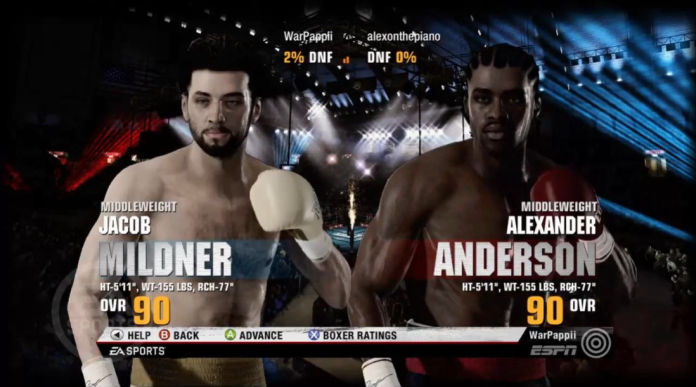 WarPappii
alexonthepiano
2% DNF
DNF 0%
MIDDLEWEIGHT
JACOB
MILDNER
HT-5'11", WT-155 LBS, RCH-77"
OVR 90
MIDDLEWEIGHT
ALEXANDER
ANDERSON
HT-5'11", WT-155 LBS, RCH-77"
90 OVR
HELP B BACK A ADVANCE X BOXER RATINGS
WarPappii
EA SPORTS
ESPN